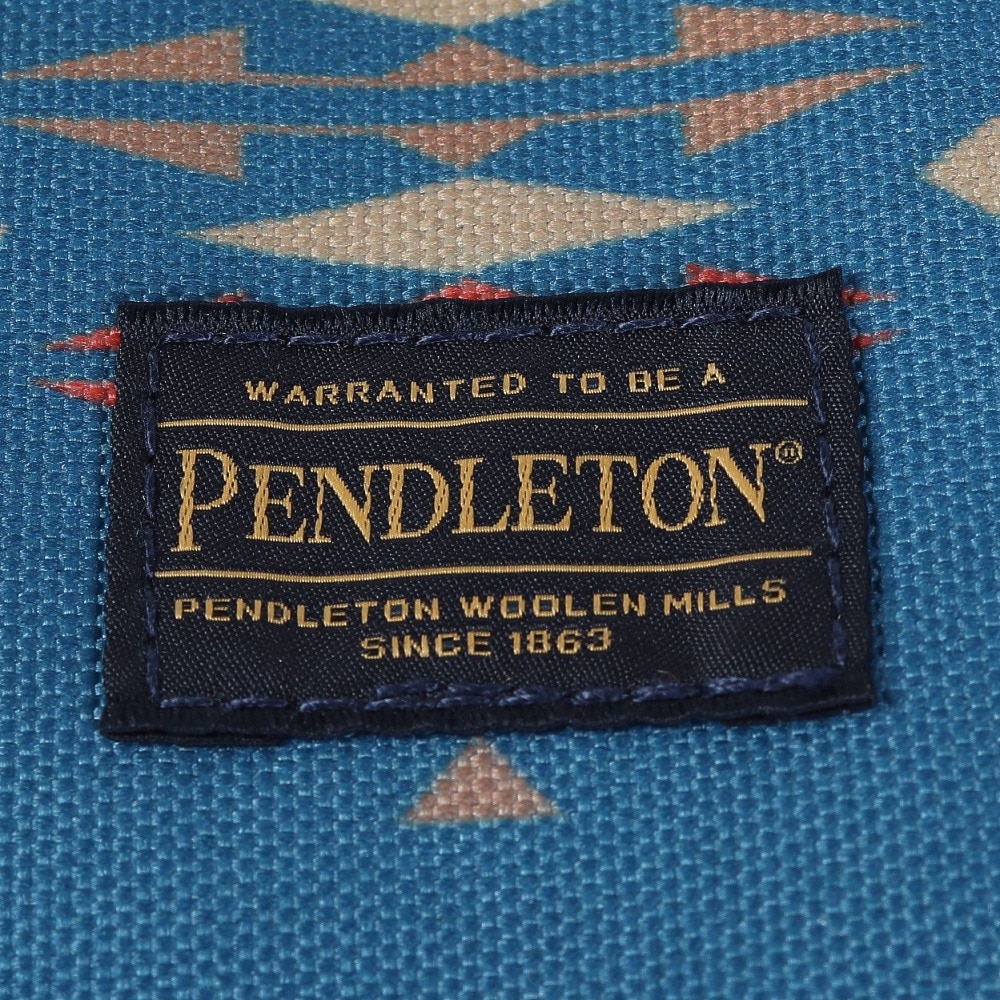 WARRANTED TO BE A
PENDLETON®
PENDLETON WOOLEN MILLS
SINCE 1863